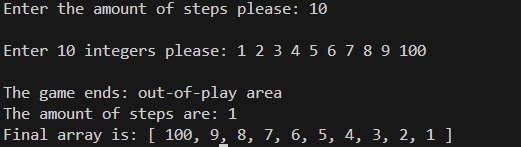 Enter the amount of steps please: 10
Enter 10 integers please: 1 2 3 4 5 6 7 8 9 100
The game ends: out-of-play area
The amount of steps are: 1
Final array is: [ 100, 9, 8, 7, 6, 5, 4, 3, 2, 1 ]